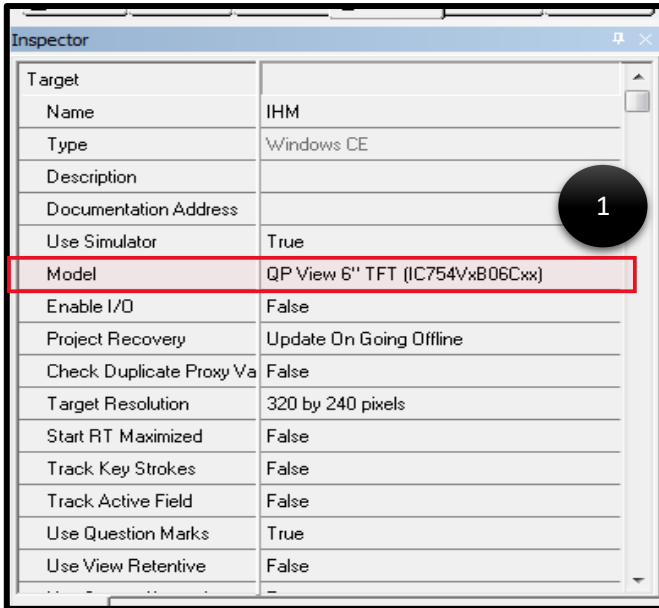 Inspector
Target
Name IHM
Type Windows CE
Description
Documentation Address
1
Use Simulator True
Model QP View 6" TFT (IC754VxB06Cxx)
Enable I/O False
Project Recovery Update On Going Offline
Check Duplicate Proxy Va False
Target Resolution 320 by 240 pixels
Start RT Maximized False
Track Key Strokes False
Track Active Field False
Use Question Marks True
Use View Retentive False